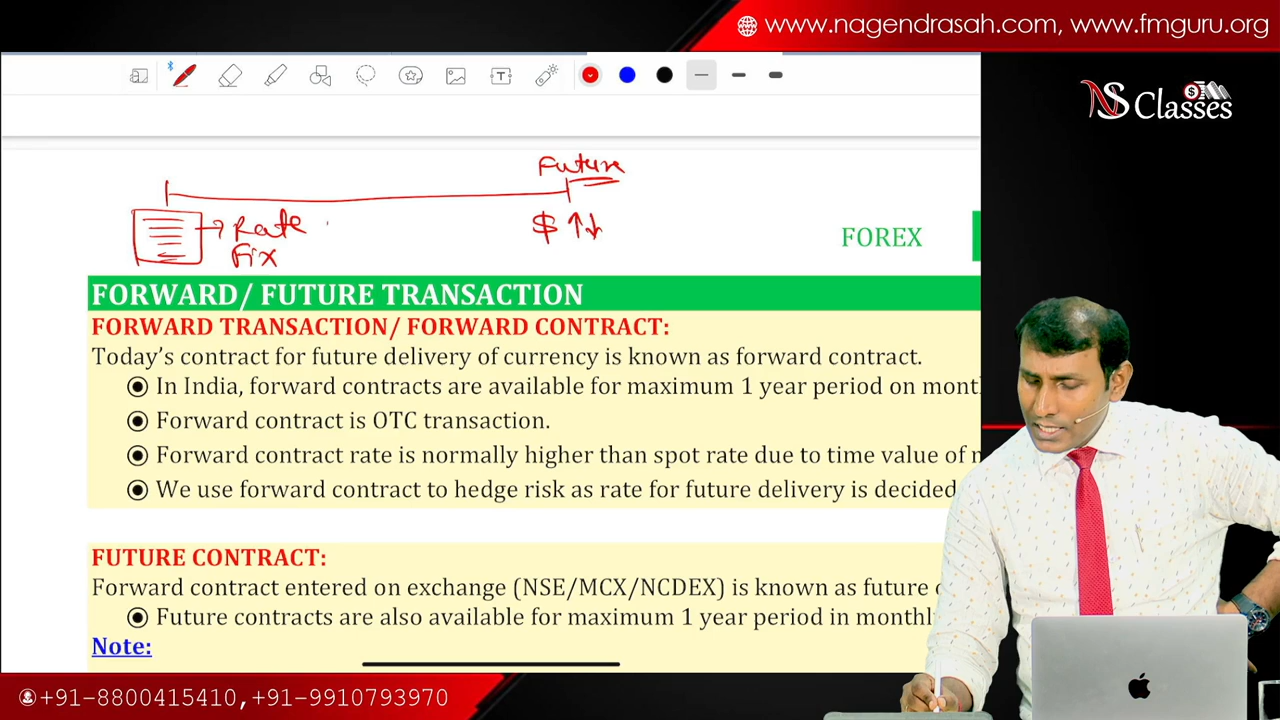 www.nagendrasah.com, www.fmguru.org
NS Classes
Future
Rate
Fix
$ ↑↓
FOREX
FORWARD/ FUTURE TRANSACTION
FORWARD TRANSACTION/ FORWARD CONTRACT:
Today's contract for future delivery of currency is known as forward contract.
In India, forward contracts are available for maximum 1 year period on month
Forward contract is OTC transaction.
Forward contract rate is normally higher than spot rate due to time value of
We use forward contract to hedge risk as rate for future delivery is decided
FUTURE CONTRACT:
Forward contract entered on exchange (NSE/MCX/NCDEX) is known as future
Future contracts are also available for maximum 1 year period in monthl
Note:
+91-8800415410,+91-9910793970